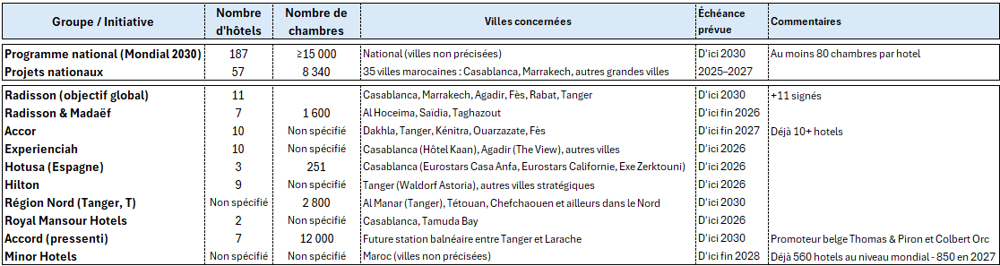 Groupe / Initiative Nombre d'hôtels Nombre de chambres Villes concernées Échéance prévue Commentaires
Programme national (Mondial 2030) 187 ≥15 000 National (villes non précisées) D'ici 2030 Au moins 80 chambres par hotel
Projets nationaux 57 8 340 35 villes marocaines : Casablanca, Marrakech, autres grandes villes 2025–2027
Radisson (objectif global) 11 Casablanca, Marrakech, Agadir, Fès, Rabat, Tanger D'ici 2030 +11 signés
Radisson & Madaëf 7 1 600 Al Hoceima, Saïdia, Taghazout D'ici fin 2026
Accor 10 Non spécifié Dakhla, Tanger, Kénitra, Ouarzazate, Fès D'ici fin 2027 Déjà 10+ hotels
Experienciah 10 Non spécifié Casablanca (Hôtel Kaan), Agadir (The View), autres villes D'ici 2026
Hotusa (Espagne) 3 251 Casablanca (Eurostars Casa Anfa, Eurostars Californie, Exe Zerktouni) D'ici 2026
Hilton 9 Non spécifié Tanger (Waldorf Astoria), autres villes stratégiques D'ici 2026
Région Nord (Tanger, T) Non spécifié 2 800 Al Manar (Tanger), Tétouan, Chefchaouen et ailleurs dans le Nord D'ici 2030
Royal Mansour Hotels 2 Non spécifié Casablanca, Tamuda Bay D'ici 2026
Accord (pressenti) 7 12 000 Future station balnéaire entre Tanger et Larache D'ici 2030 Promoteur belge Thomas & Piron et Colbert Orc
Minor Hotels Non spécifié Non spécifié Maroc (villes non précisées) D'ici fin 2028 Déjà 560 hotels au niveau mondial - 850 en 2027